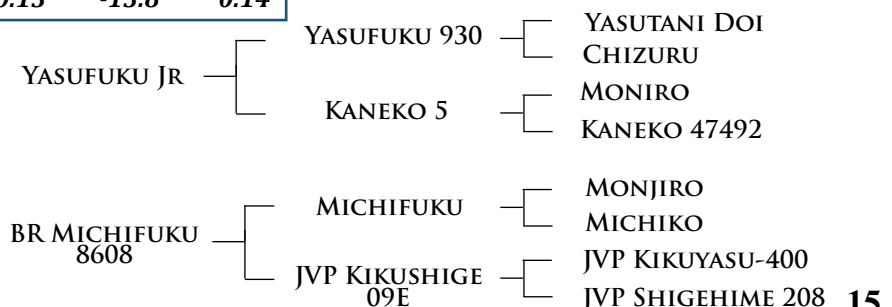 -13.8 0.14
YASUFUKU JR
YASUFUKU 930
YASUTANI DOI
CHIZURU
KANEKO 5
MONIRO
KANEKO 47492
BR MICHIFUKU
8608
MICHIFUKU
MONJIRO
MICHIKO
JVP KIKUSHIGE
09E
JVP KIKUYASU-400
JVP SHIGEHIME 208
15